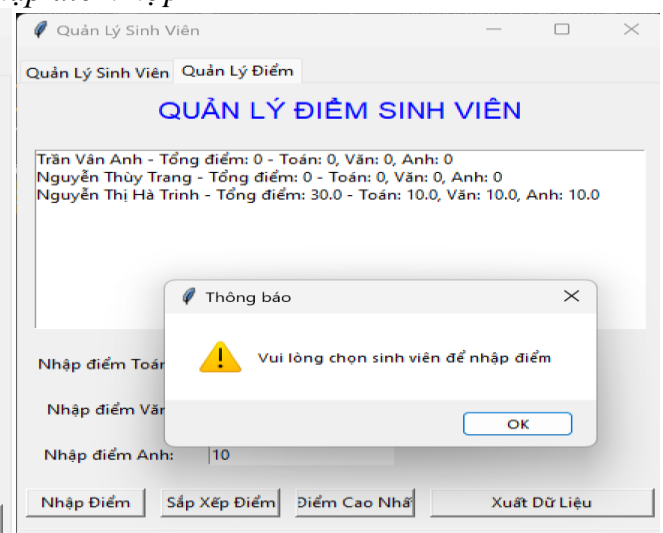 Quản Lý Sinh Viên
Quản Lý Sinh Viên Quản Lý Điểm
QUẢN LÝ ĐIỂM SINH VIÊN
Trần Vân Anh - Tổng điểm: 0 - Toán: 0, Văn: 0, Anh: 0
Nguyễn Thùy Trang - Tổng điểm: 0 - Toán: 0, Văn: 0, Anh: 0
Nguyễn Thị Hà Trinh - Tổng điểm: 30.0 - Toán: 10.0, Văn: 10.0, Anh: 10.0
Thông báo
Vui lòng chọn sinh viên để nhập điểm
OK
Nhập điểm Toán
Nhập điểm Văn
Nhập điểm Anh: 10
Nhập Điểm Sắp Xếp Điểm Điểm Cao Nhấ Xuất Dữ Liệu